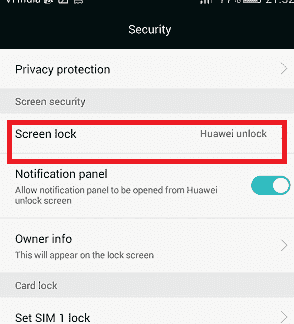 Security
Privacy protection
Screen security
Screen lock
Huawei unlock
Notification panel
Allow notification panel to be opened from Huawei
unlock screen
Owner info
This will appear on the lock screen
Card lock
Set SIM 1 lock